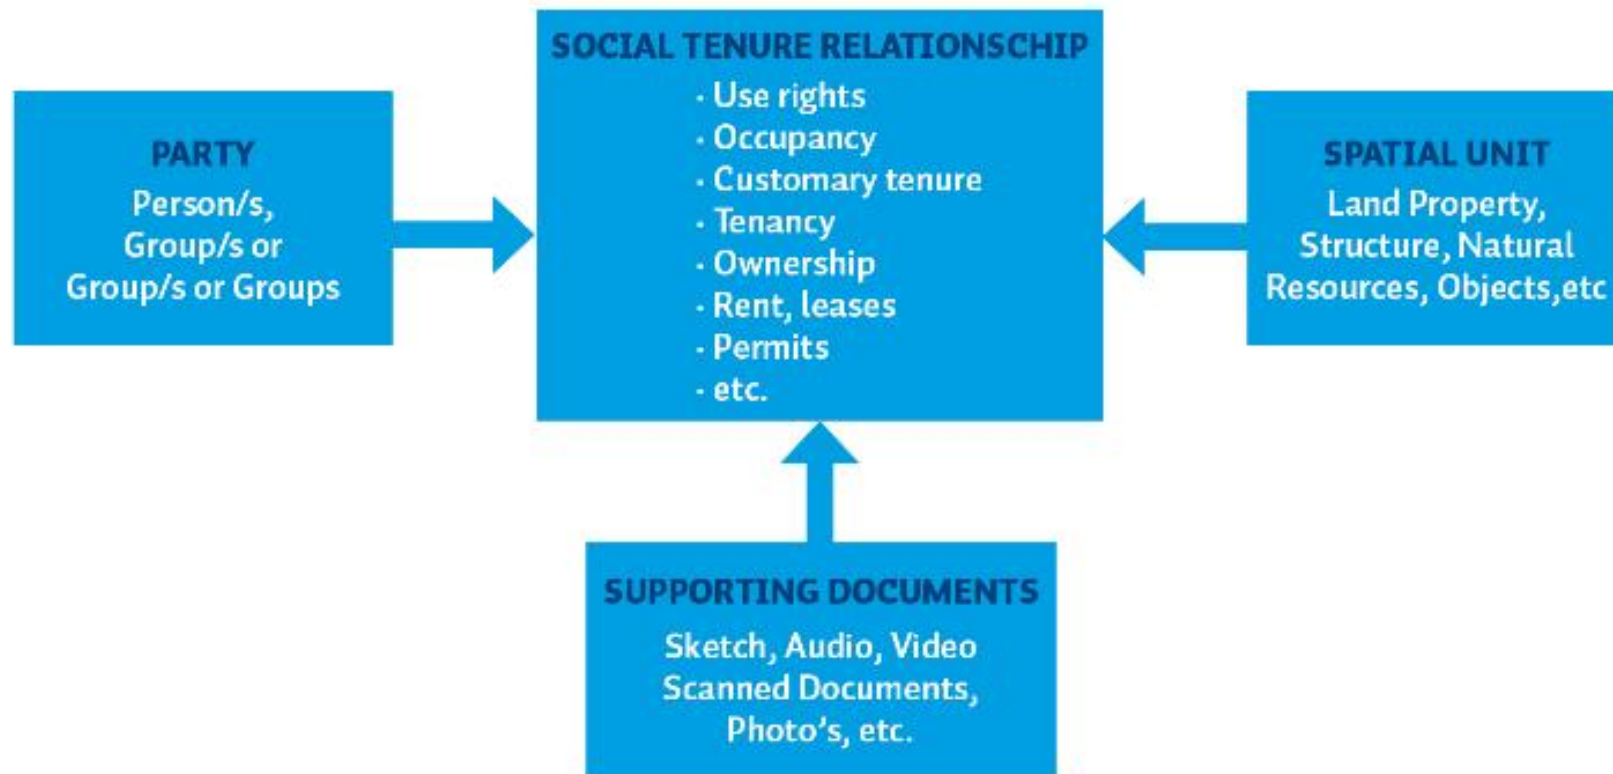 SOCIAL TENURE RELATIONSCHIP
· Use rights
· Occupancy
· Customary tenure
· Tenancy
· Ownership
· Rent, leases
· Permits
· etc.
PARTY
Person/s,
Group/s or
Group/s or Groups
SPATIAL UNIT
Land Property,
Structure, Natural
Resources, Objects,etc
SUPPORTING DOCUMENTS
Sketch, Audio, Video
Scanned Documents,
Photo's, etc.